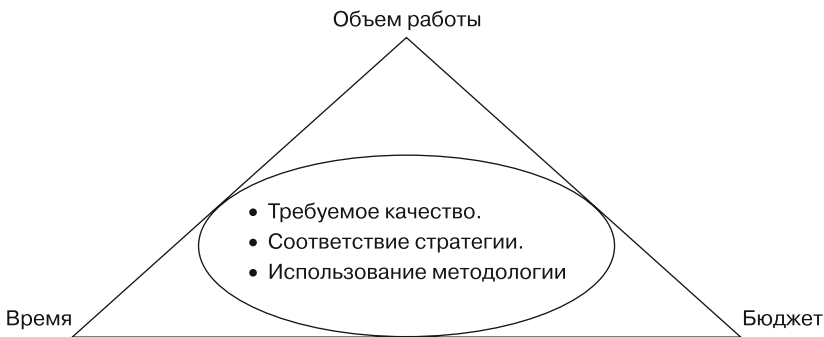 Объем работы
• Требуемое качество.
• Соответствие стратегии.
• Использование методологии
Время
Бюджет